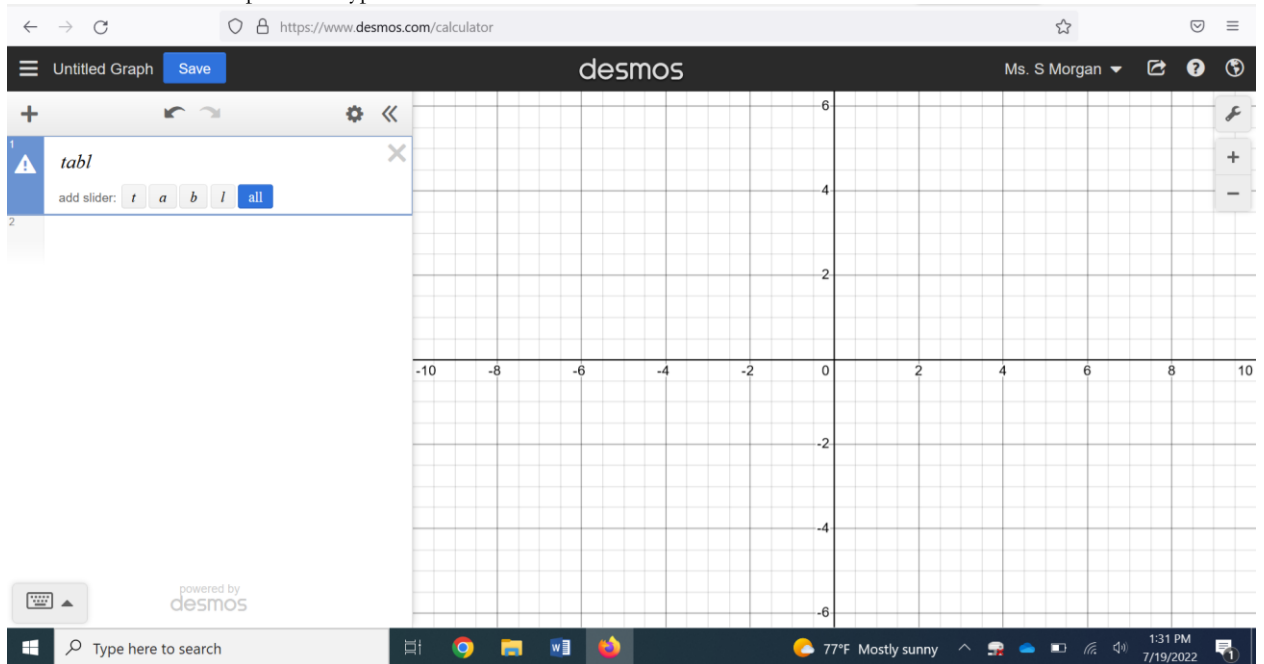 https://www.desmos.com/calculator
Untitled Graph Save desmos Ms. S Morgan
1
tabl
add slider: t a b l all
2
6
4
2
-10 -8 -6 -4 -2 0 2 4 6 8 10
-2
-4
-6
powered by
desmos
Type here to search 77°F Mostly sunny 1:31 PM
7/19/2022
1